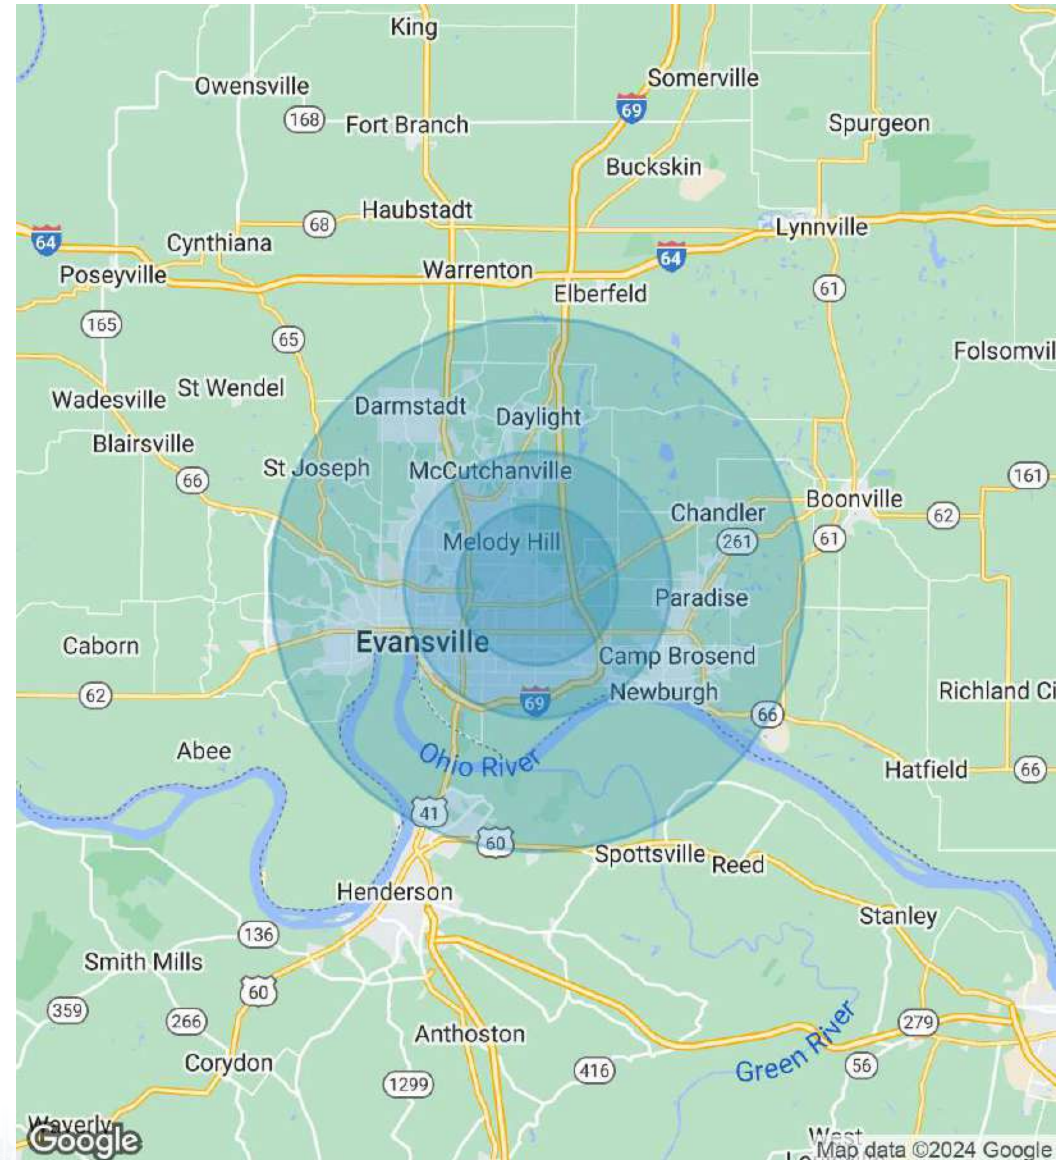 King
Somerville
Owensville
69
168
Fort Branch
Spurgeon
Buckskin
Haubstadt
68
Lynnville
64
Cynthiana
64
Poseyville
Warrenton
61
Elberfeld
165
65
Folsomvil
St Wendel
Wadesville
Darmstadt
Daylight
Blairsville
St Joseph
McCutchanville
66
161
Boonville
Chandler
62
Melody Hill
261
61
Paradise
Evansville
Caborn
Camp Brosend
62
Newburgh
Richland Ci
69
66
Abee
Ohio River
Hatfield
66
41
60
Spottsville
Reed
Henderson
Stanley
136
Smith Mills
60
359
266
279
Anthoston
Green River
Corydon
416
56
1299
Waverly
Google
West
Map data ©2024 Google